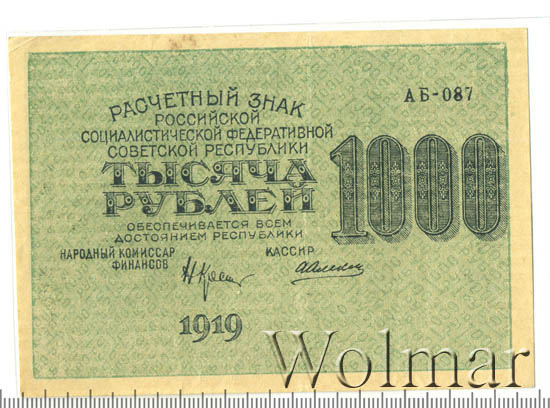 АБ-087
РАСЧЕТНЫЙ ЗНАК
РОССИЙСКОЙ
СОЦИАЛИСТИЧЕСКОЙ ФЕДЕРАТИВНОЙ
СОВЕТСКОЙ РЕСПУБЛИКИ
ТЫСЯЧА
РУБЛЕЙ
1000
ОБЕСПЕЧИВАЕТСЯ ВСЕМ
ДОСТОЯНИЕМ РЕСПУБЛИКИ
НАРОДНЫЙ КОМИССАР
ФИНАНСОВ
КАССИР
1919
Wolmar